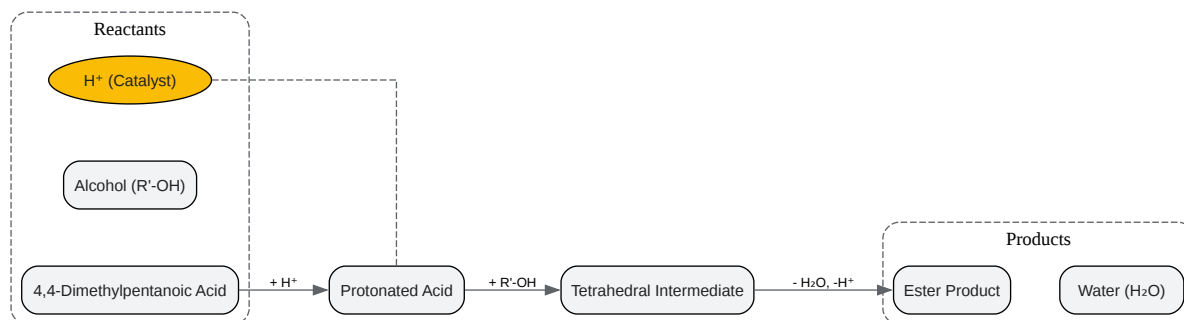 Reactants
H⁺ (Catalyst)
Alcohol (R'-OH)
4,4-Dimethylpentanoic Acid
+ H⁺
Protonated Acid
+ R'-OH
Tetrahedral Intermediate
- H₂O, -H⁺
Products
Ester Product
Water (H₂O)